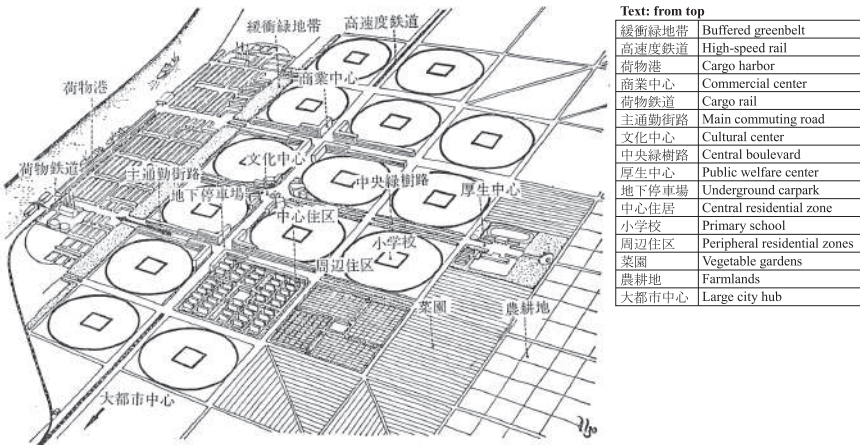 緩衝緑地帯
高速度鉄道
荷物港
商業中心
荷物鉄道
主通勤街路
文化中心
中央緑樹路
厚生中心
地下停車場
中心住区
小学校
周辺住区
菜園
農耕地
大都市中心
Text: from top
緩衝緑地帯 Buffered greenbelt
高速度鉄道 High-speed rail
荷物港 Cargo harbor
商業中心 Commercial center
荷物鉄道 Cargo rail
主通勤街路 Main commuting road
文化中心 Cultural center
中央緑樹路 Central boulevard
厚生中心 Public welfare center
地下停車場 Underground carpark
中心住居 Central residential zone
小学校 Primary school
周辺住区 Peripheral residential zones
菜園 Vegetable gardens
農耕地 Farmlands
大都市中心 Large city hub